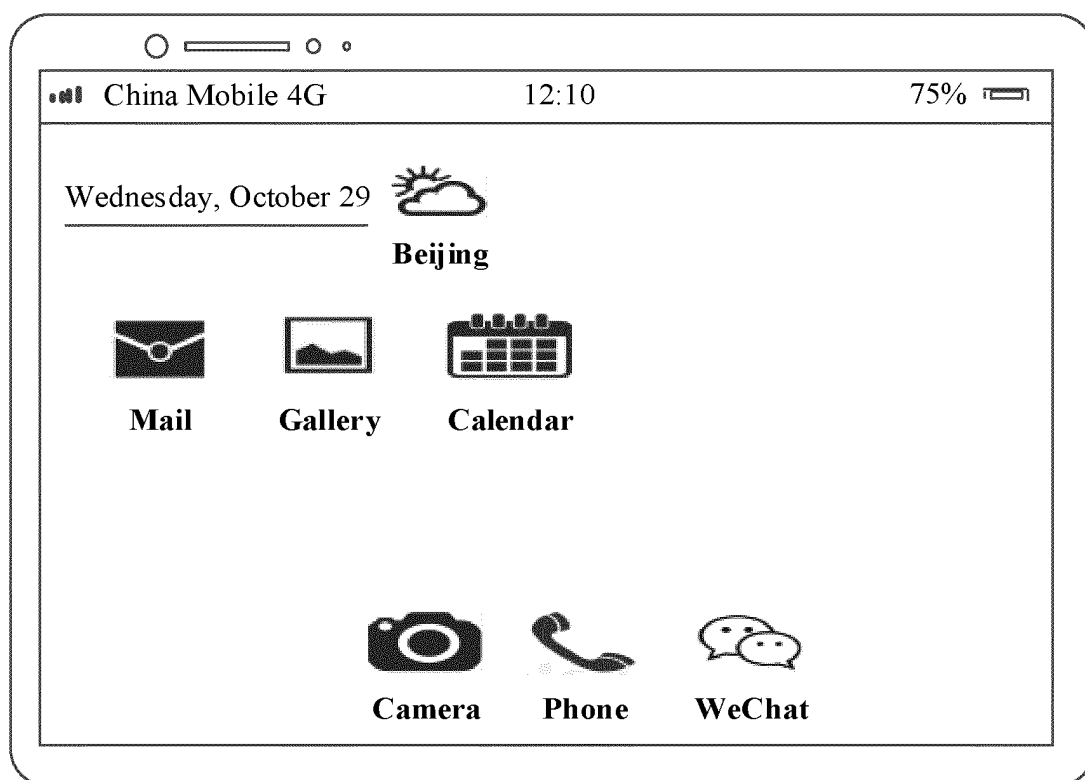 China Mobile 4G 12:10 75%
Wednesday, October 29
Beijing
Mail Gallery Calendar
Camera Phone WeChat